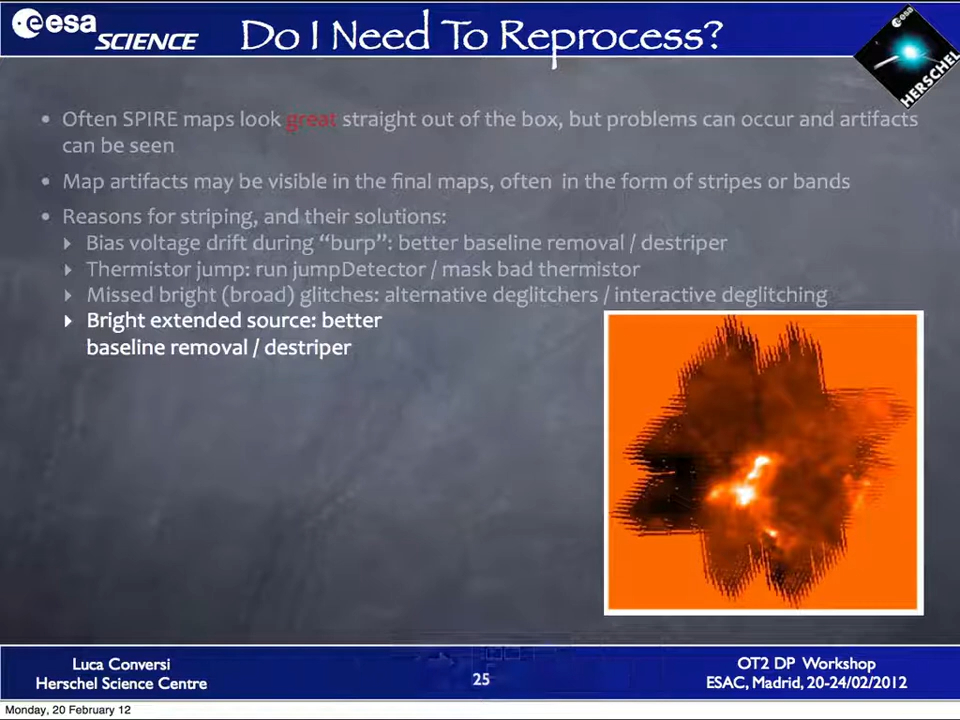 esa
SCIENCE
Do I Need To Reprocess?
esa
HERSCHEL
• Often SPIRE maps look great straight out of the box, but problems can occur and artifacts
can be seen
• Map artifacts may be visible in the final maps, often in the form of stripes or bands
• Reasons for striping, and their solutions:
Bias voltage drift during “burp”: better baseline removal / destriper
Thermistor jump: run jumpDetector / mask bad thermistor
Missed bright (broad) glitches: alternative deglitchers / interactive deglitching
Bright extended source: better
baseline removal / destriper
Luca Conversi
Herschel Science Centre
25
OT2 DP Workshop
ESAC, Madrid, 20-24/02/2012
Monday, 20 February 12